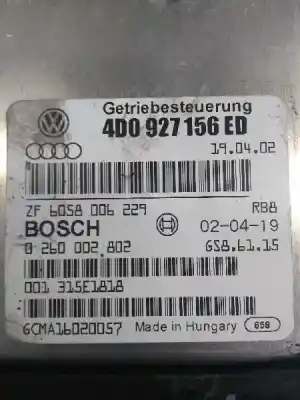 Getriebesteuerung
4D0 927 156 ED
19.04.02
ZF 6058 006 229 RB8
BOSCH 02-04-19
0 260 002 802 6S8.61.15
001 315E1818
6CMA16020057 Made in Hungary 658